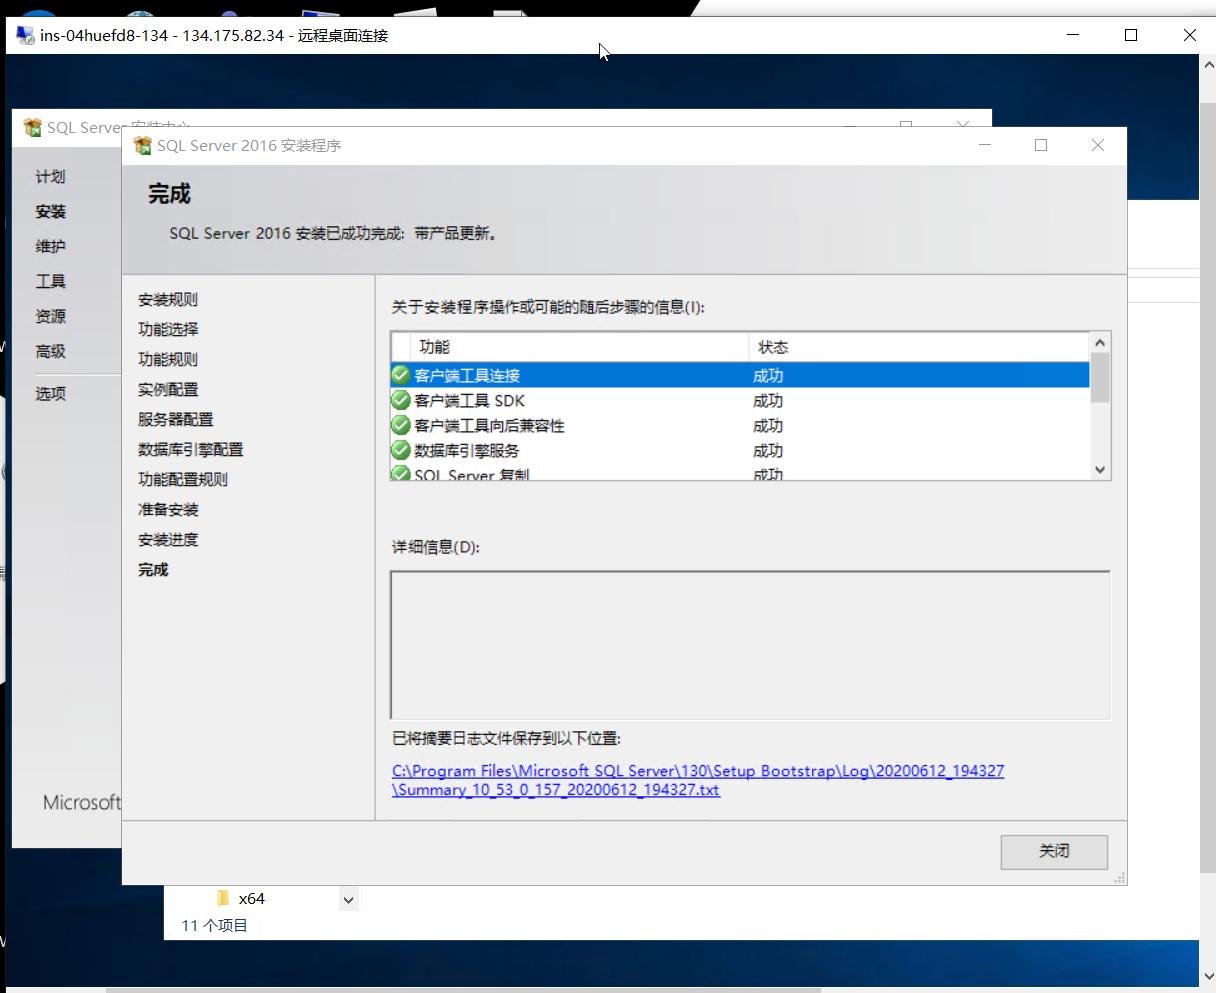 ins-04huefd8-134 - 134.175.82.34 - 远程桌面连接
SQL Server 安装中心
SQL Server 2016 安装程序
计划
安装
维护
工具
资源
高级
选项
完成
SQL Server 2016 安装已成功完成: 带产品更新。
安装规则
功能选择
功能规则
实例配置
服务器配置
数据库引擎配置
功能配置规则
准备安装
安装进度
完成
关于安装程序操作或可能的随后步骤的信息(I):
功能 状态
客户端工具连接 成功
客户端工具 SDK 成功
客户端工具向后兼容性 成功
数据库引擎服务 成功
SQL Server 复制 成功
详细信息(D):
已将摘要日志文件保存到以下位置:
C:\Program Files\Microsoft SQL Server\130\Setup Bootstrap\Log\20200612_194327
\Summary_10_53_0_157_20200612_194327.txt
Microsoft
关闭
x64
11 个项目